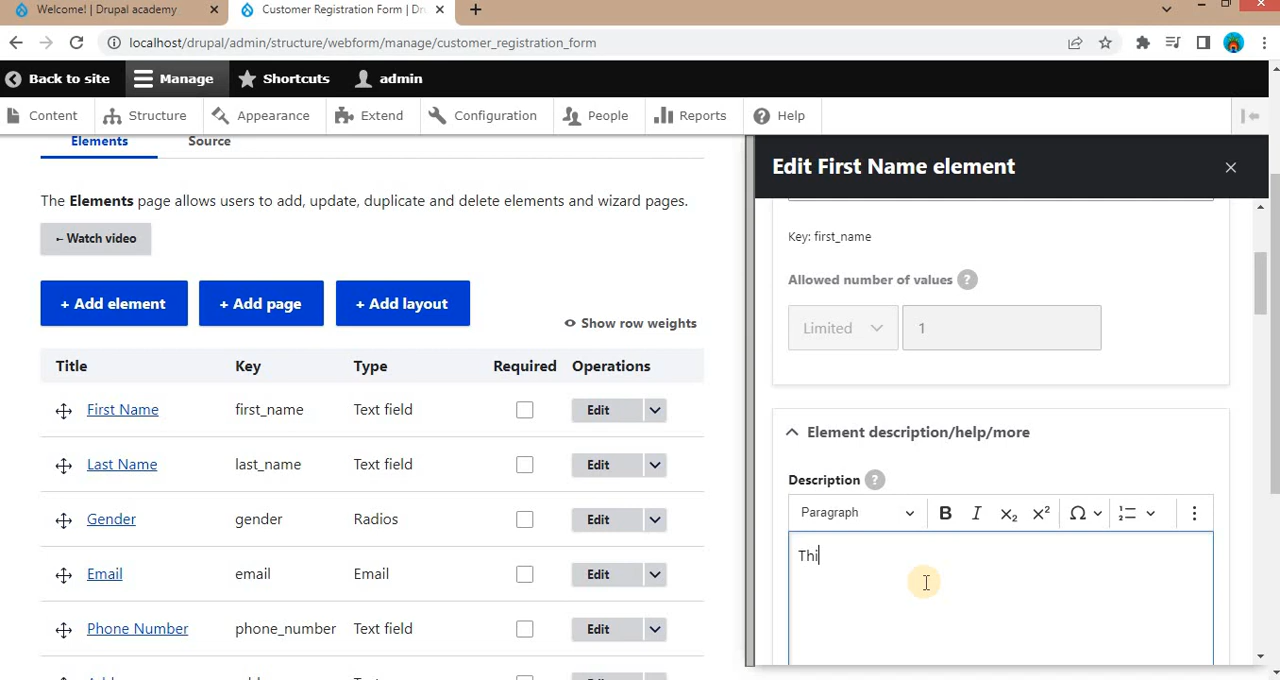 Welcome! | Drupal academy
Customer Registration Form | Dr
localhost/drupal/admin/structure/webform/manage/customer_registration_form
Back to site
Manage
Shortcuts
admin
Content
Structure
Appearance
Extend
Configuration
People
Reports
Help
Elements
Source
The Elements page allows users to add, update, duplicate and delete elements and wizard pages.
Watch video
+ Add element
+ Add page
+ Add layout
Show row weights
Title Key Type Required Operations
First Name first_name Text field Edit
Last Name last_name Text field Edit
Gender gender Radios Edit
Email email Email Edit
Phone Number phone_number Text field Edit
Edit First Name element
Key: first_name
Allowed number of values ?
Limited 1
Element description/help/more
Description ?
Paragraph B I X₂ X² Ω
Thi